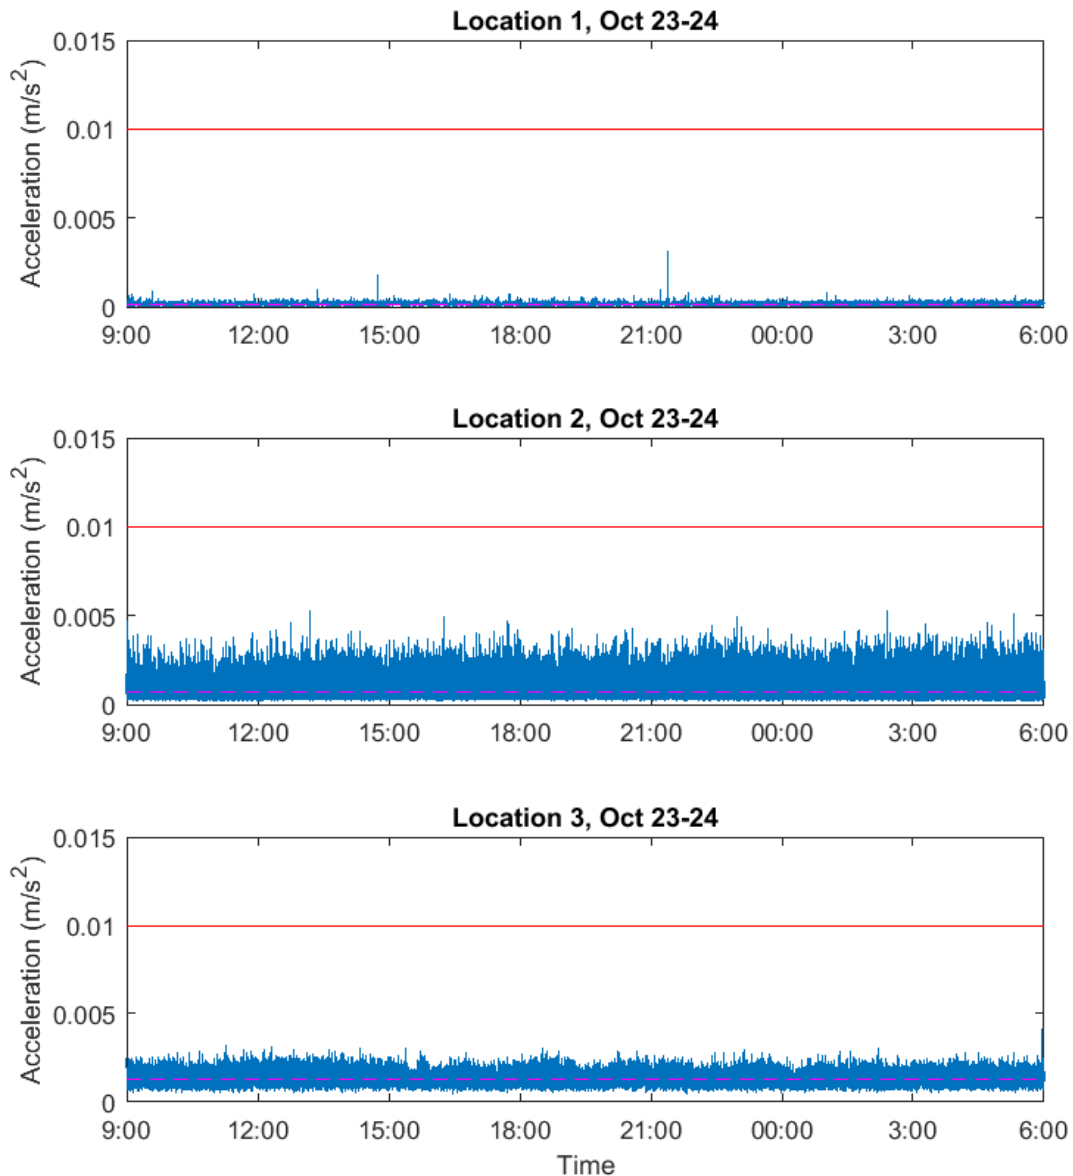 Location 1, Oct 23-24
Acceleration (m/s²)
0.015
0.01
0.005
0
9:00 12:00 15:00 18:00 21:00 00:00 3:00 6:00
Location 2, Oct 23-24
Acceleration (m/s²)
0.015
0.01
0.005
0
9:00 12:00 15:00 18:00 21:00 00:00 3:00 6:00
Location 3, Oct 23-24
Acceleration (m/s²)
0.015
0.01
0.005
0
9:00 12:00 15:00 18:00 21:00 00:00 3:00 6:00
Time